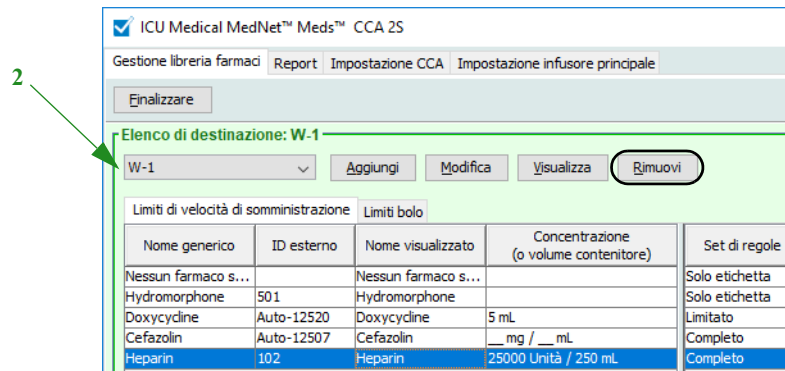 ICU Medical MedNet™ Meds™ CCA 2S
Gestione libreria farmaci Report Impostazione CCA Impostazione infusore principale
2
Finalizzare
Elenco di destinazione: W-1
W-1 Aggiungi Modifica Visualizza Rimuovi
Limiti di velocità di somministrazione Limiti bolo
Nome generico ID esterno Nome visualizzato Concentrazione (o volume contenitore) Set di regole
Nessun farmaco s... Nessun farmaco s... Solo etichetta
Hydromorphone 501 Hydromorphone Solo etichetta
Doxycycline Auto-12520 Doxycycline 5 mL Limitato
Cefazolin Auto-12507 Cefazolin __ mg / __ mL Completo
Heparin 102 Heparin 25000 Unità / 250 mL Completo